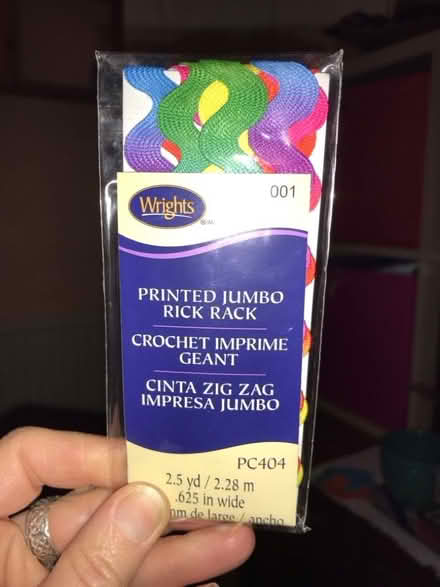 001
Wrights
PRINTED JUMBO
RICK RACK
CROCHET IMPRIME
GEANT
CINTA ZIG ZAG
IMPRESA JUMBO
PC404
2.5 yd / 2.28 m
.625 in wide
mm de large / ancho